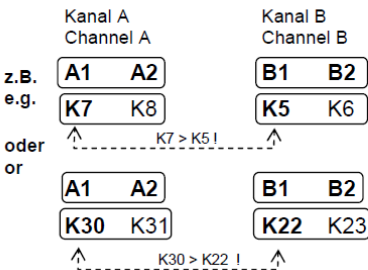 Kanal A Kanal B
Channel A Channel B
z.B. A1 A2 B1 B2
e.g. K7 K8 K5 K6
oder K7 > K5 !
or
A1 A2 B1 B2
K30 K31 K22 K23
K30 > K22 !